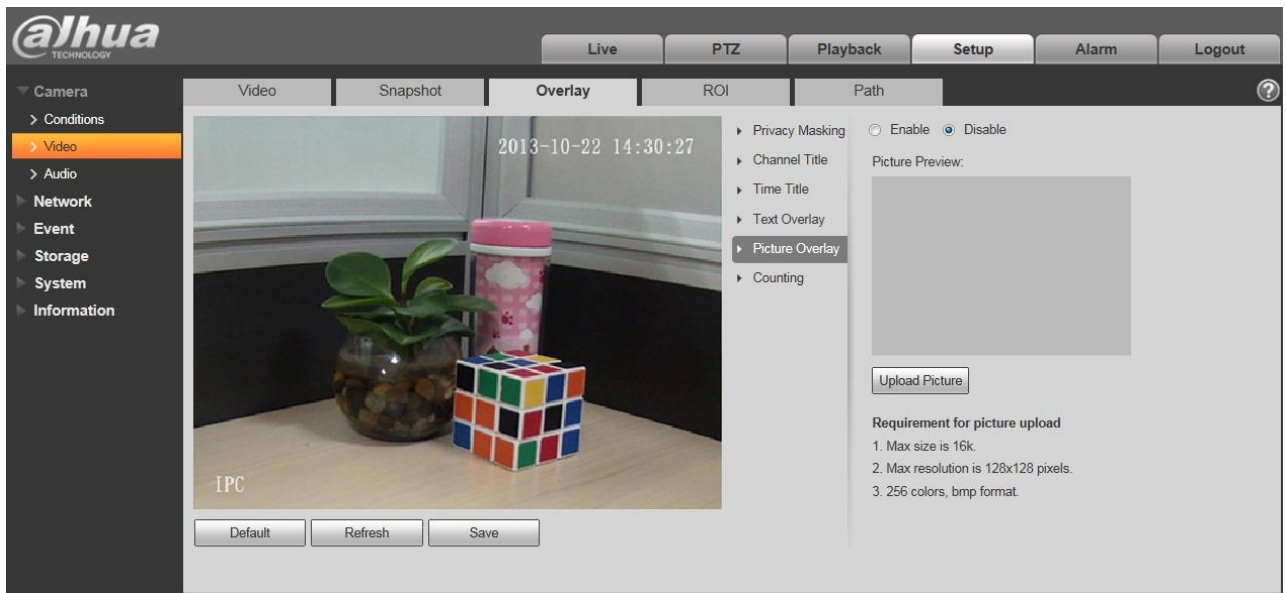 alhua
TECHNOLOGY
Live PTZ Playback Setup Alarm Logout
Camera
Conditions
Video
Audio
Network
Event
Storage
System
Information
Video Snapshot Overlay ROI Path ?
2013-10-22 14:30:27
IPC
Default Refresh Save
Privacy Masking
Channel Title
Time Title
Text Overlay
Picture Overlay
Counting
Enable Disable
Picture Preview:
Upload Picture
Requirement for picture upload
1. Max size is 16k.
2. Max resolution is 128x128 pixels.
3. 256 colors, bmp format.